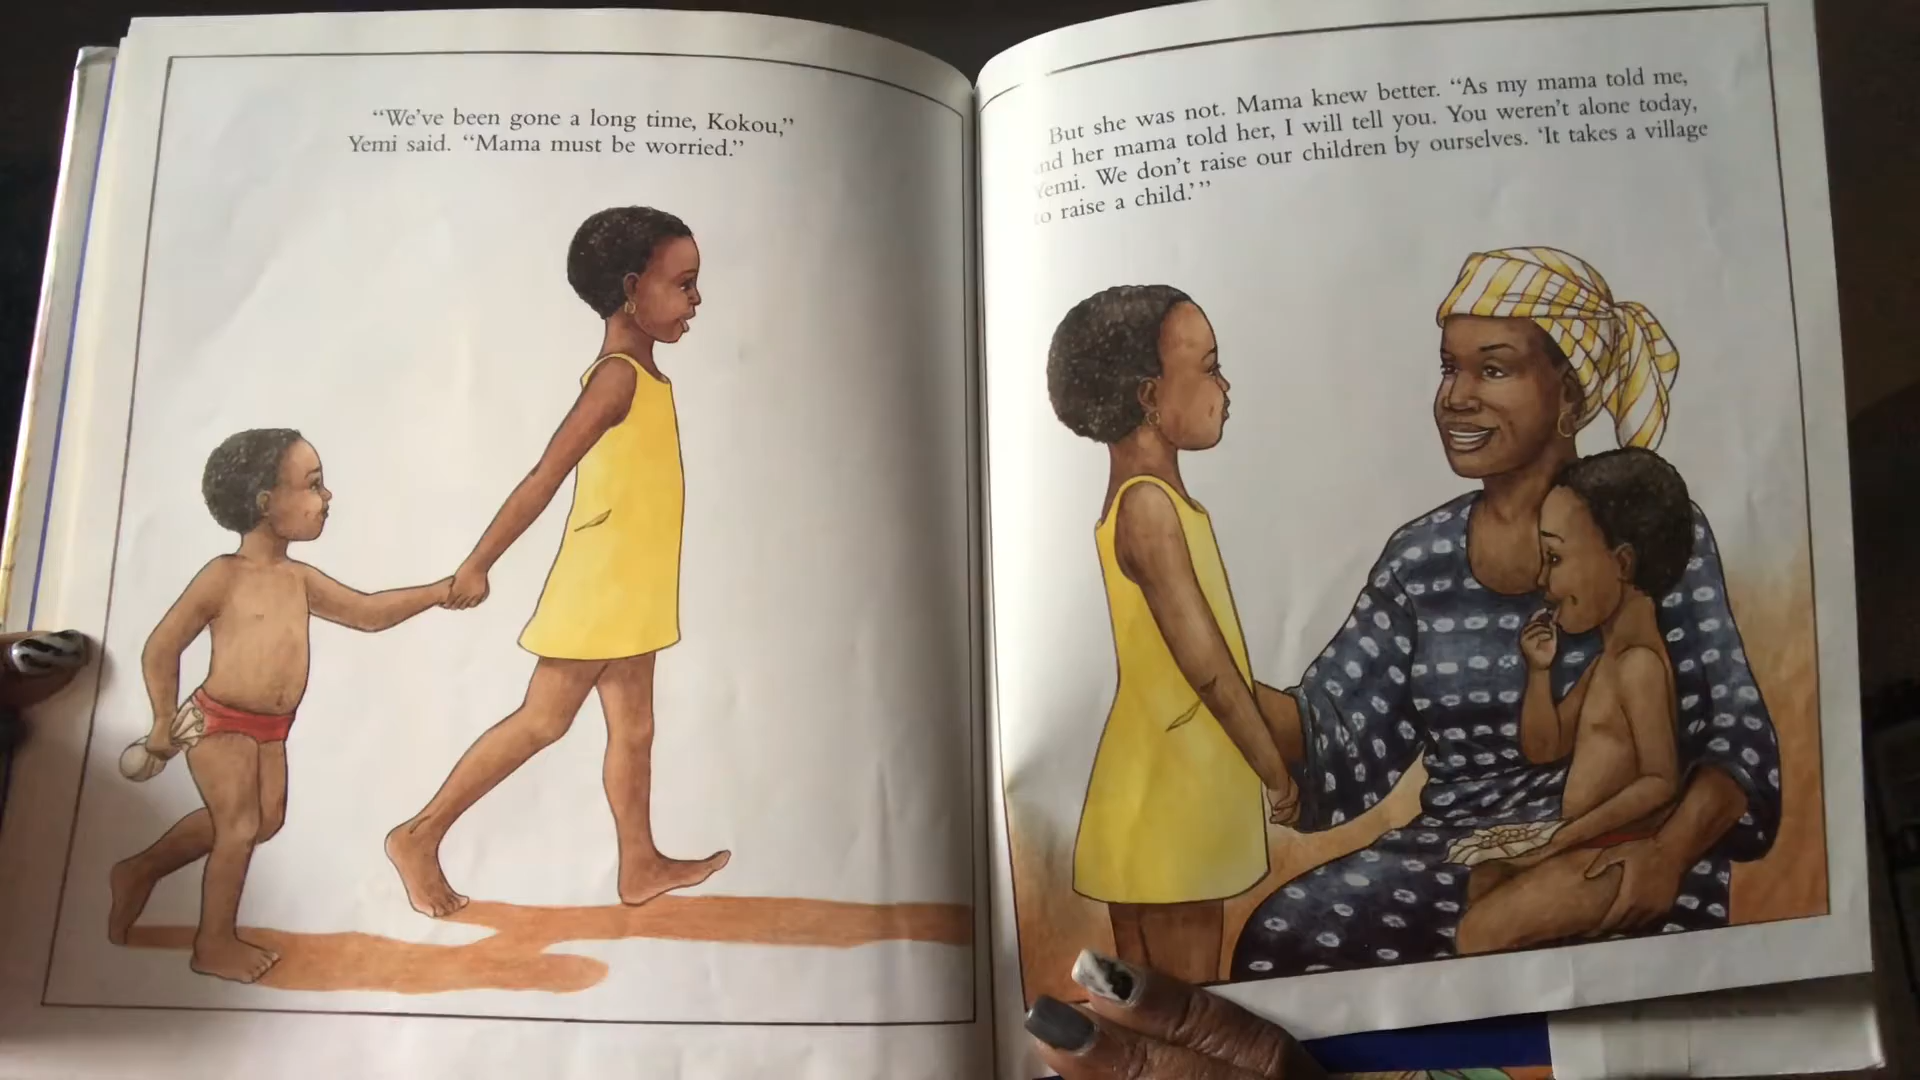 “We’ve been gone a long time, Kokou,”
Yemi said. “Mama must be worried.”
But she was not. Mama knew better. “As my mama told me,
nd her mama told her, I will tell you. You weren’t alone today,
Yemi. We don’t raise our children by ourselves. ‘It takes a village
to raise a child.’”